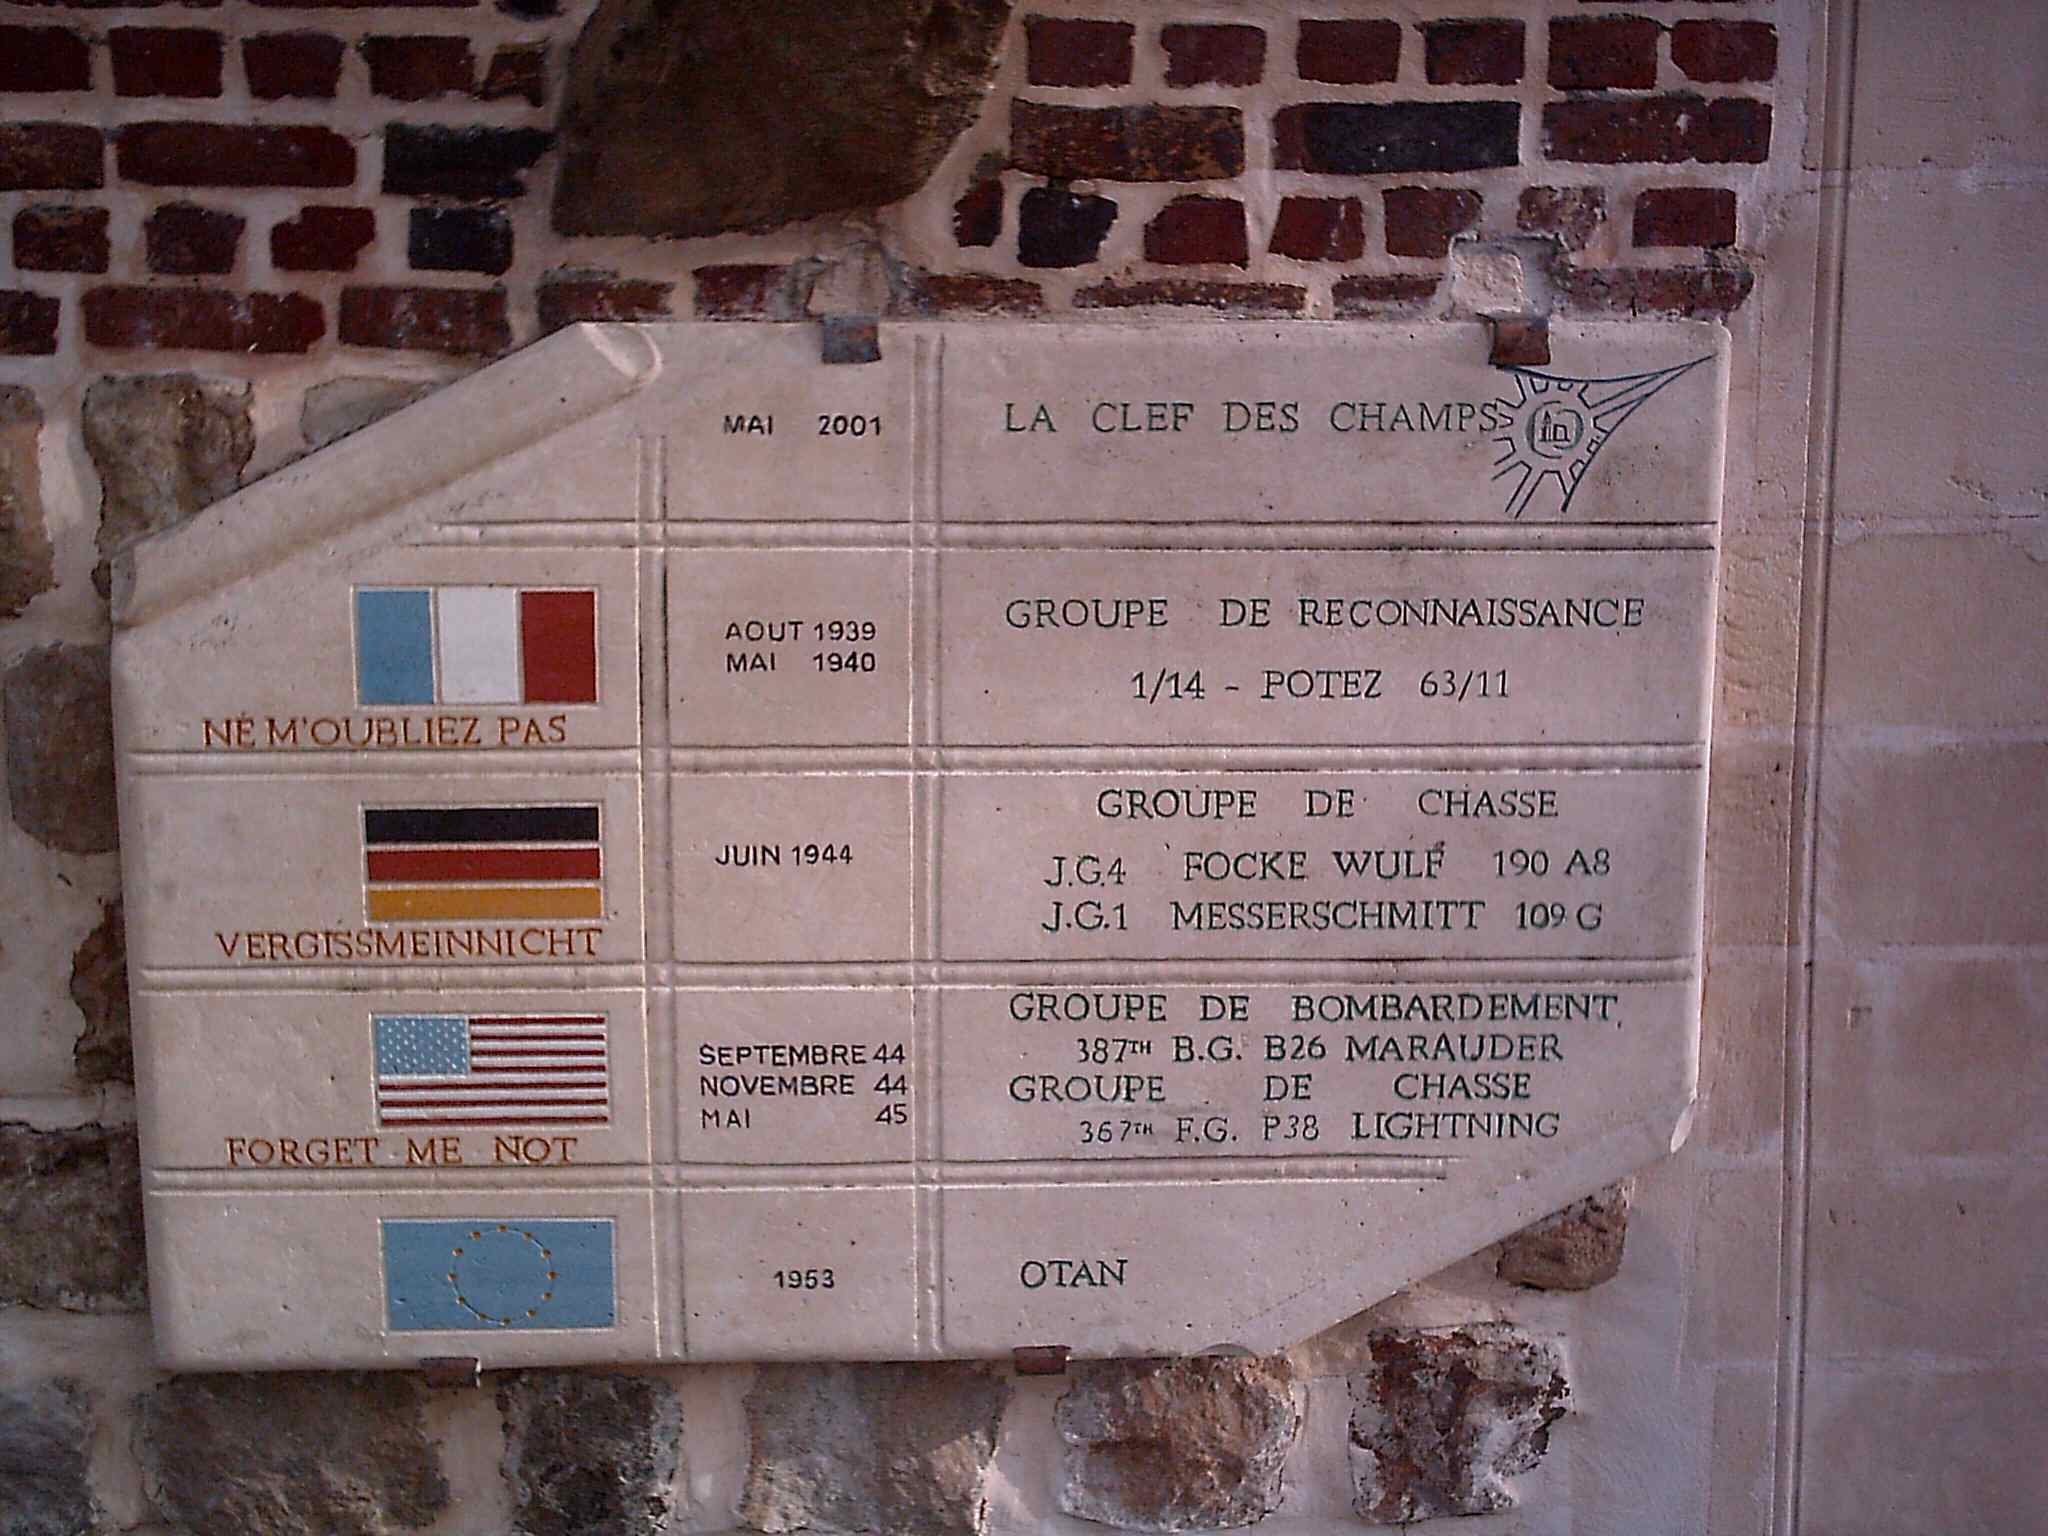 MAI 2001
LA CLEF DES CHAMPS
NE M'OUBLIEZ PAS
AOUT 1939
MAI 1940
GROUPE DE RECONNAISSANCE
1/14 - POTEZ 63/11
VERGISSMEINNICHT
JUIN 1944
GROUPE DE CHASSE
J.G.4 FOCKE WULF 190 A8
J.G.1 MESSERSCHMITT 109 G
FORGET ME NOT
SEPTEMBRE 44
NOVEMBRE 44
MAI 45
GROUPE DE BOMBARDEMENT
387TH B.G. B26 MARAUDER
GROUPE DE CHASSE
367TH F.G. P38 LIGHTNING
1953
OTAN